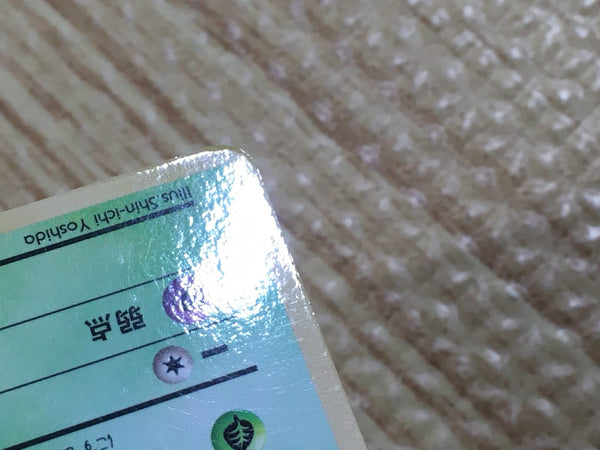 Illus. Shin-ichi Yoshida
弱点